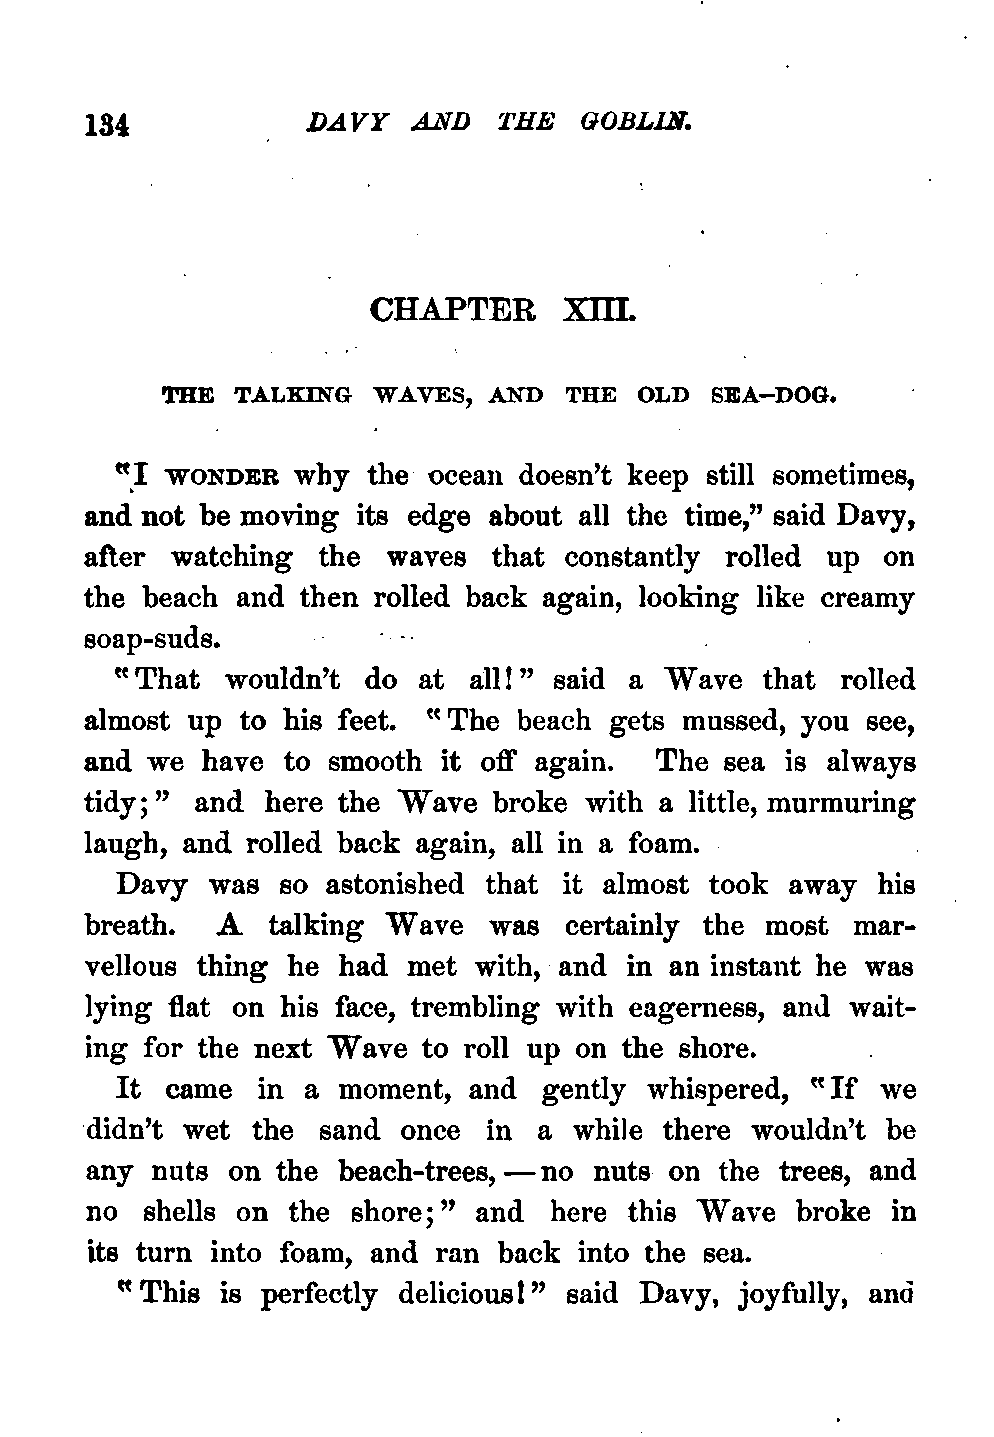 134 DAVY AND THE GOBLIN.
CHAPTER XIII.
THE TALKING WAVES, AND THE OLD SEA-DOG.
"I WONDER why the ocean doesn't keep still sometimes,
and not be moving its edge about all the time," said Davy,
after watching the waves that constantly rolled up on
the beach and then rolled back again, looking like creamy
soap-suds.
"That wouldn't do at all!" said a Wave that rolled
almost up to his feet. "The beach gets mussed, you see,
and we have to smooth it off again. The sea is always
tidy;" and here the Wave broke with a little, murmuring
laugh, and rolled back again, all in a foam.
Davy was so astonished that it almost took away his
breath. A talking Wave was certainly the most mar-
vellous thing he had met with, and in an instant he was
lying flat on his face, trembling with eagerness, and wait-
ing for the next Wave to roll up on the shore.
It came in a moment, and gently whispered, "If we
didn't wet the sand once in a while there wouldn't be
any nuts on the beach-trees, — no nuts on the trees, and
no shells on the shore;" and here this Wave broke in
its turn into foam, and ran back into the sea.
"This is perfectly delicious!" said Davy, joyfully, and